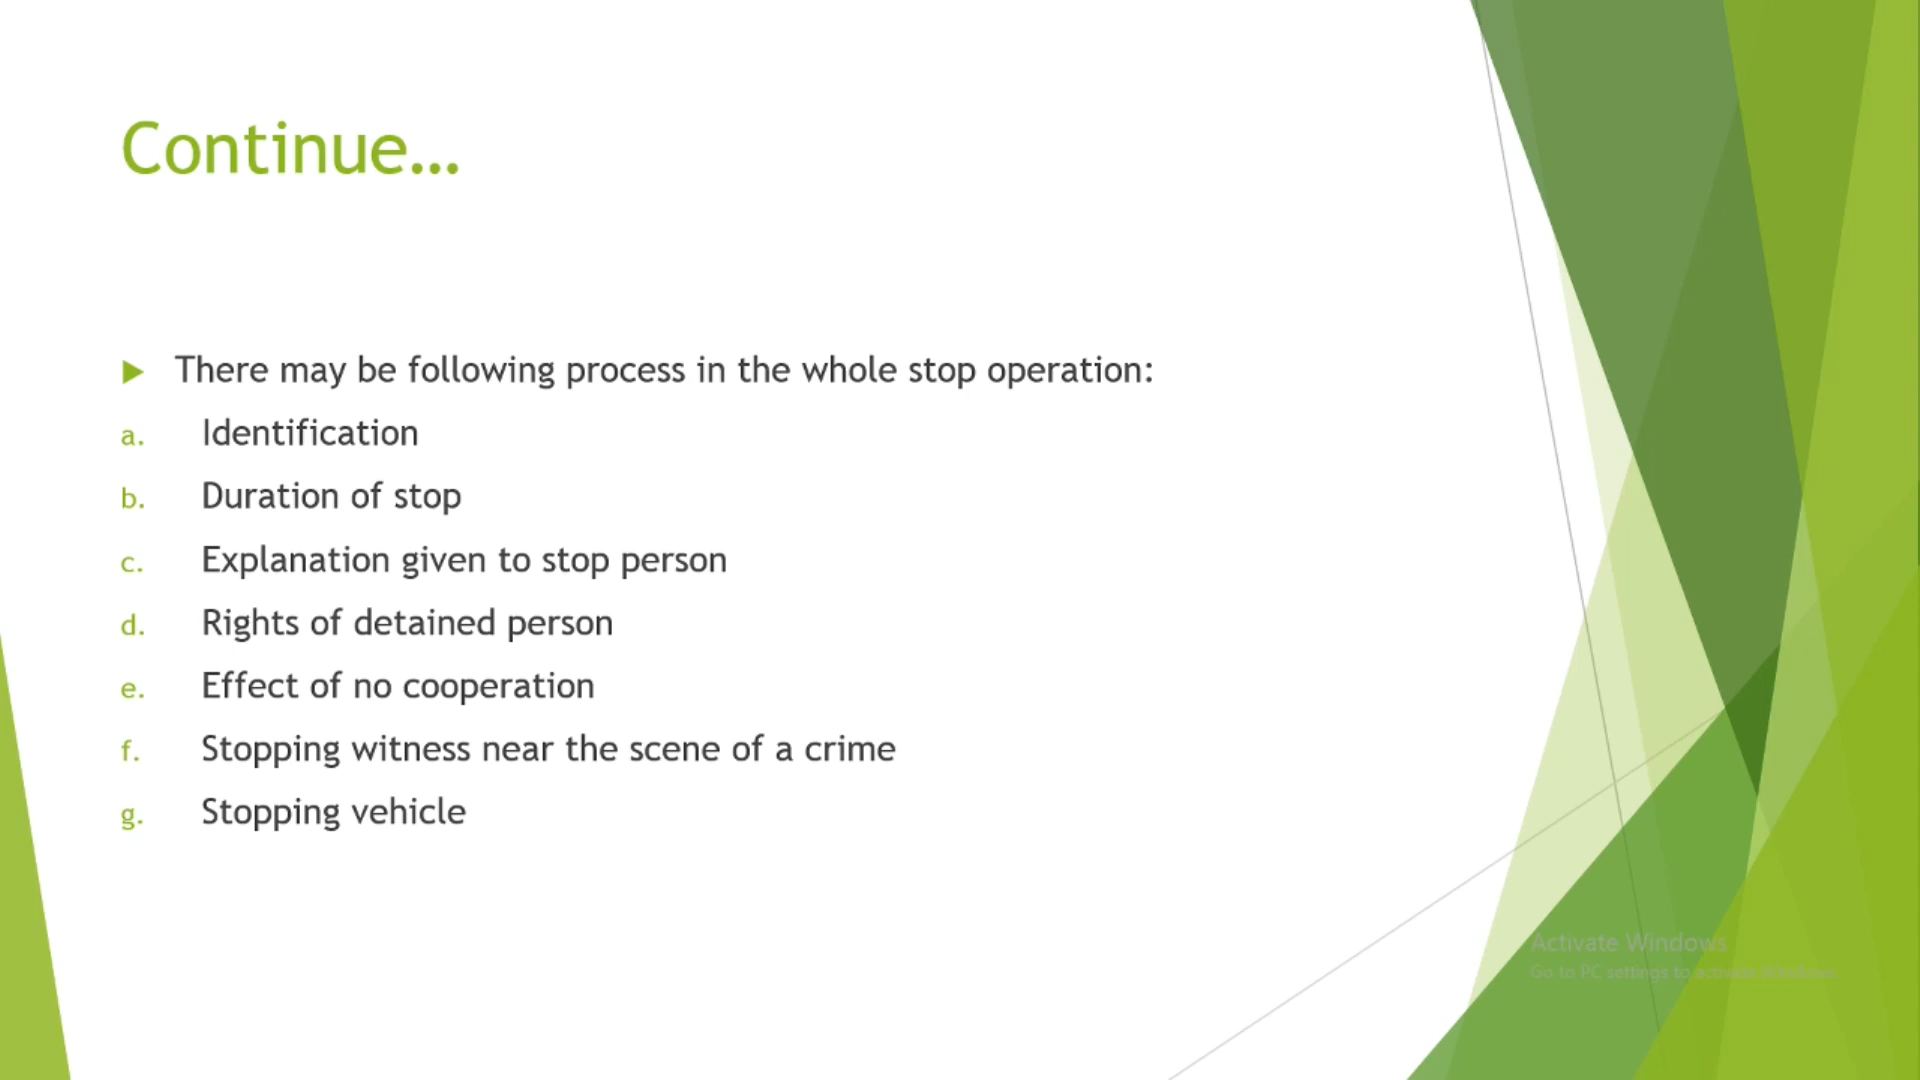 Continue...
There may be following process in the whole stop operation:
a. Identification
b. Duration of stop
c. Explanation given to stop person
d. Rights of detained person
e. Effect of no cooperation
f. Stopping witness near the scene of a crime
g. Stopping vehicle
Activate Windows
Go to PC settings to activate Windows.